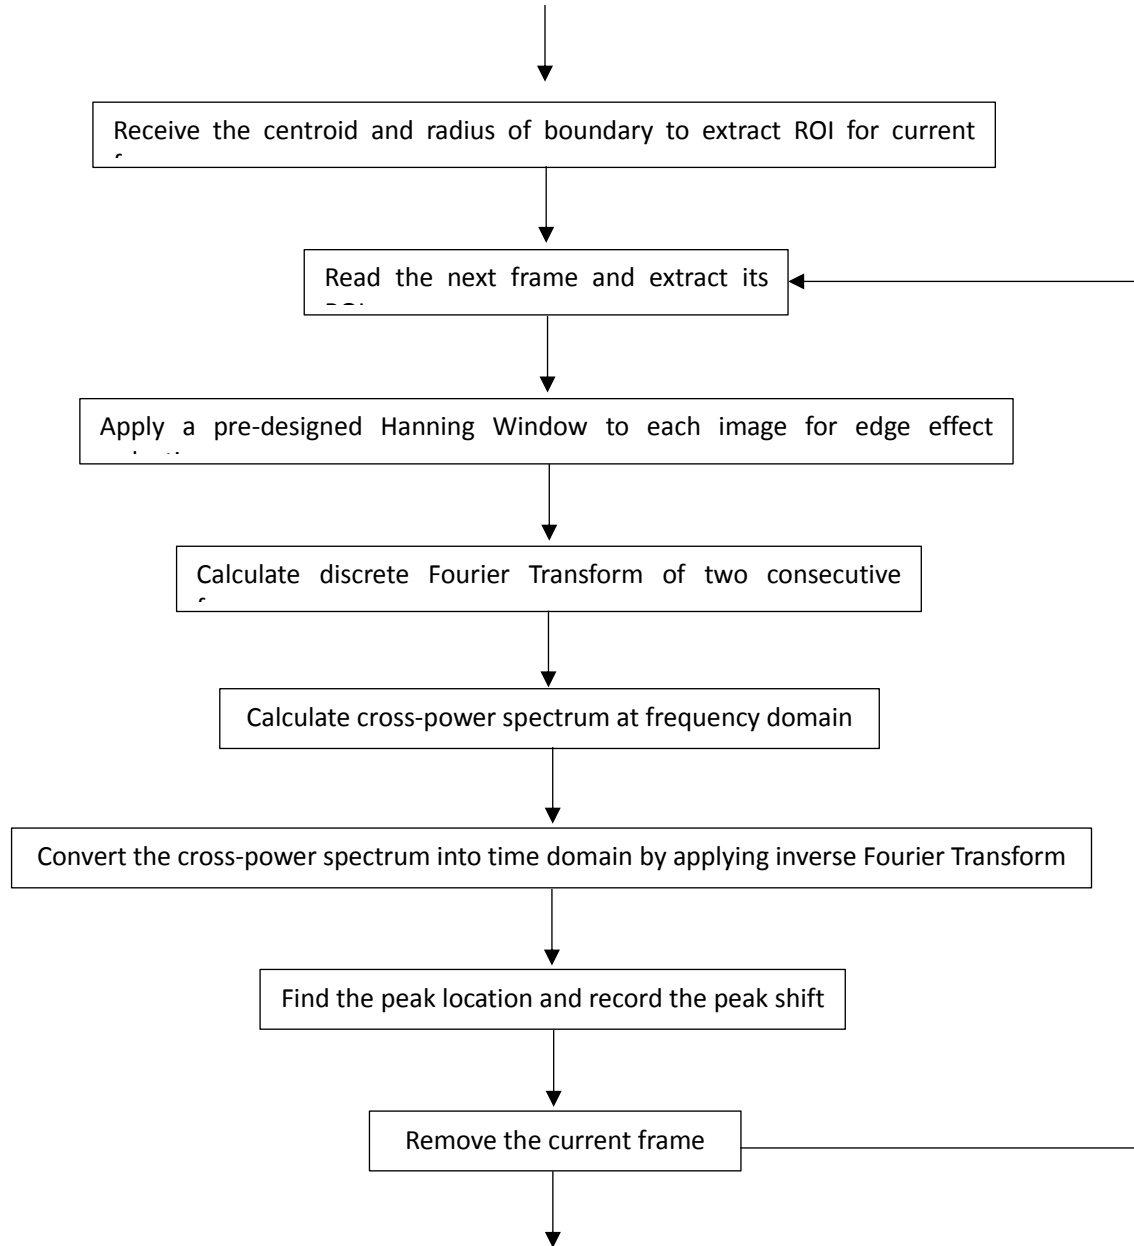 Receive the centroid and radius of boundary to extract ROI for current
Read the next frame and extract its
Apply a pre-designed Hanning Window to each image for edge effect
Calculate discrete Fourier Transform of two consecutive
Calculate cross-power spectrum at frequency domain
Convert the cross-power spectrum into time domain by applying inverse Fourier Transform
Find the peak location and record the peak shift
Remove the current frame